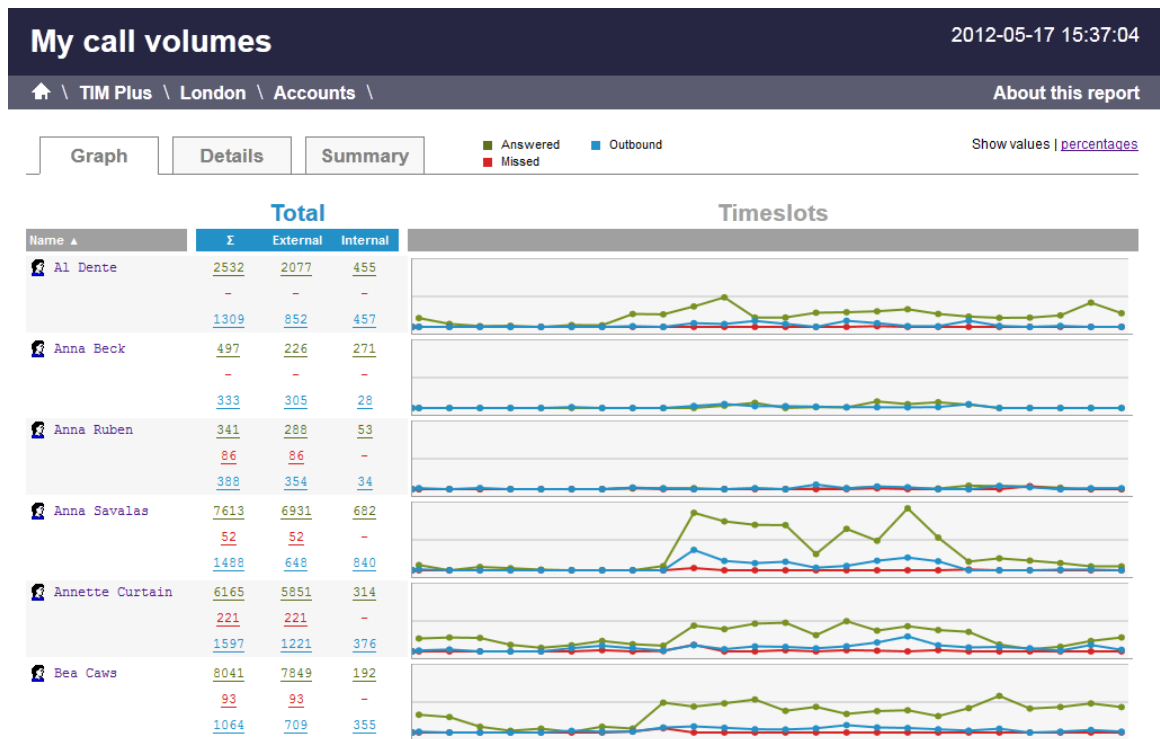 My call volumes 2012-05-17 15:37:04
\ TIM Plus \ London \ Accounts \ About this report
Graph Details Summary Answered Outbound Show values | percentages
Missed
Total Timeslots
Name ▲ Σ External Internal
Al Dente 2532 2077 455
- - -
1309 852 457
Anna Beck 497 226 271
- - -
333 305 28
Anna Ruben 341 288 53
86 86 -
388 354 34
Anna Savalas 7613 6931 682
52 52 -
1488 648 840
Annette Curtain 6165 5851 314
221 221 -
1597 1221 376
Bea Caws 8041 7849 192
93 93 -
1064 709 355